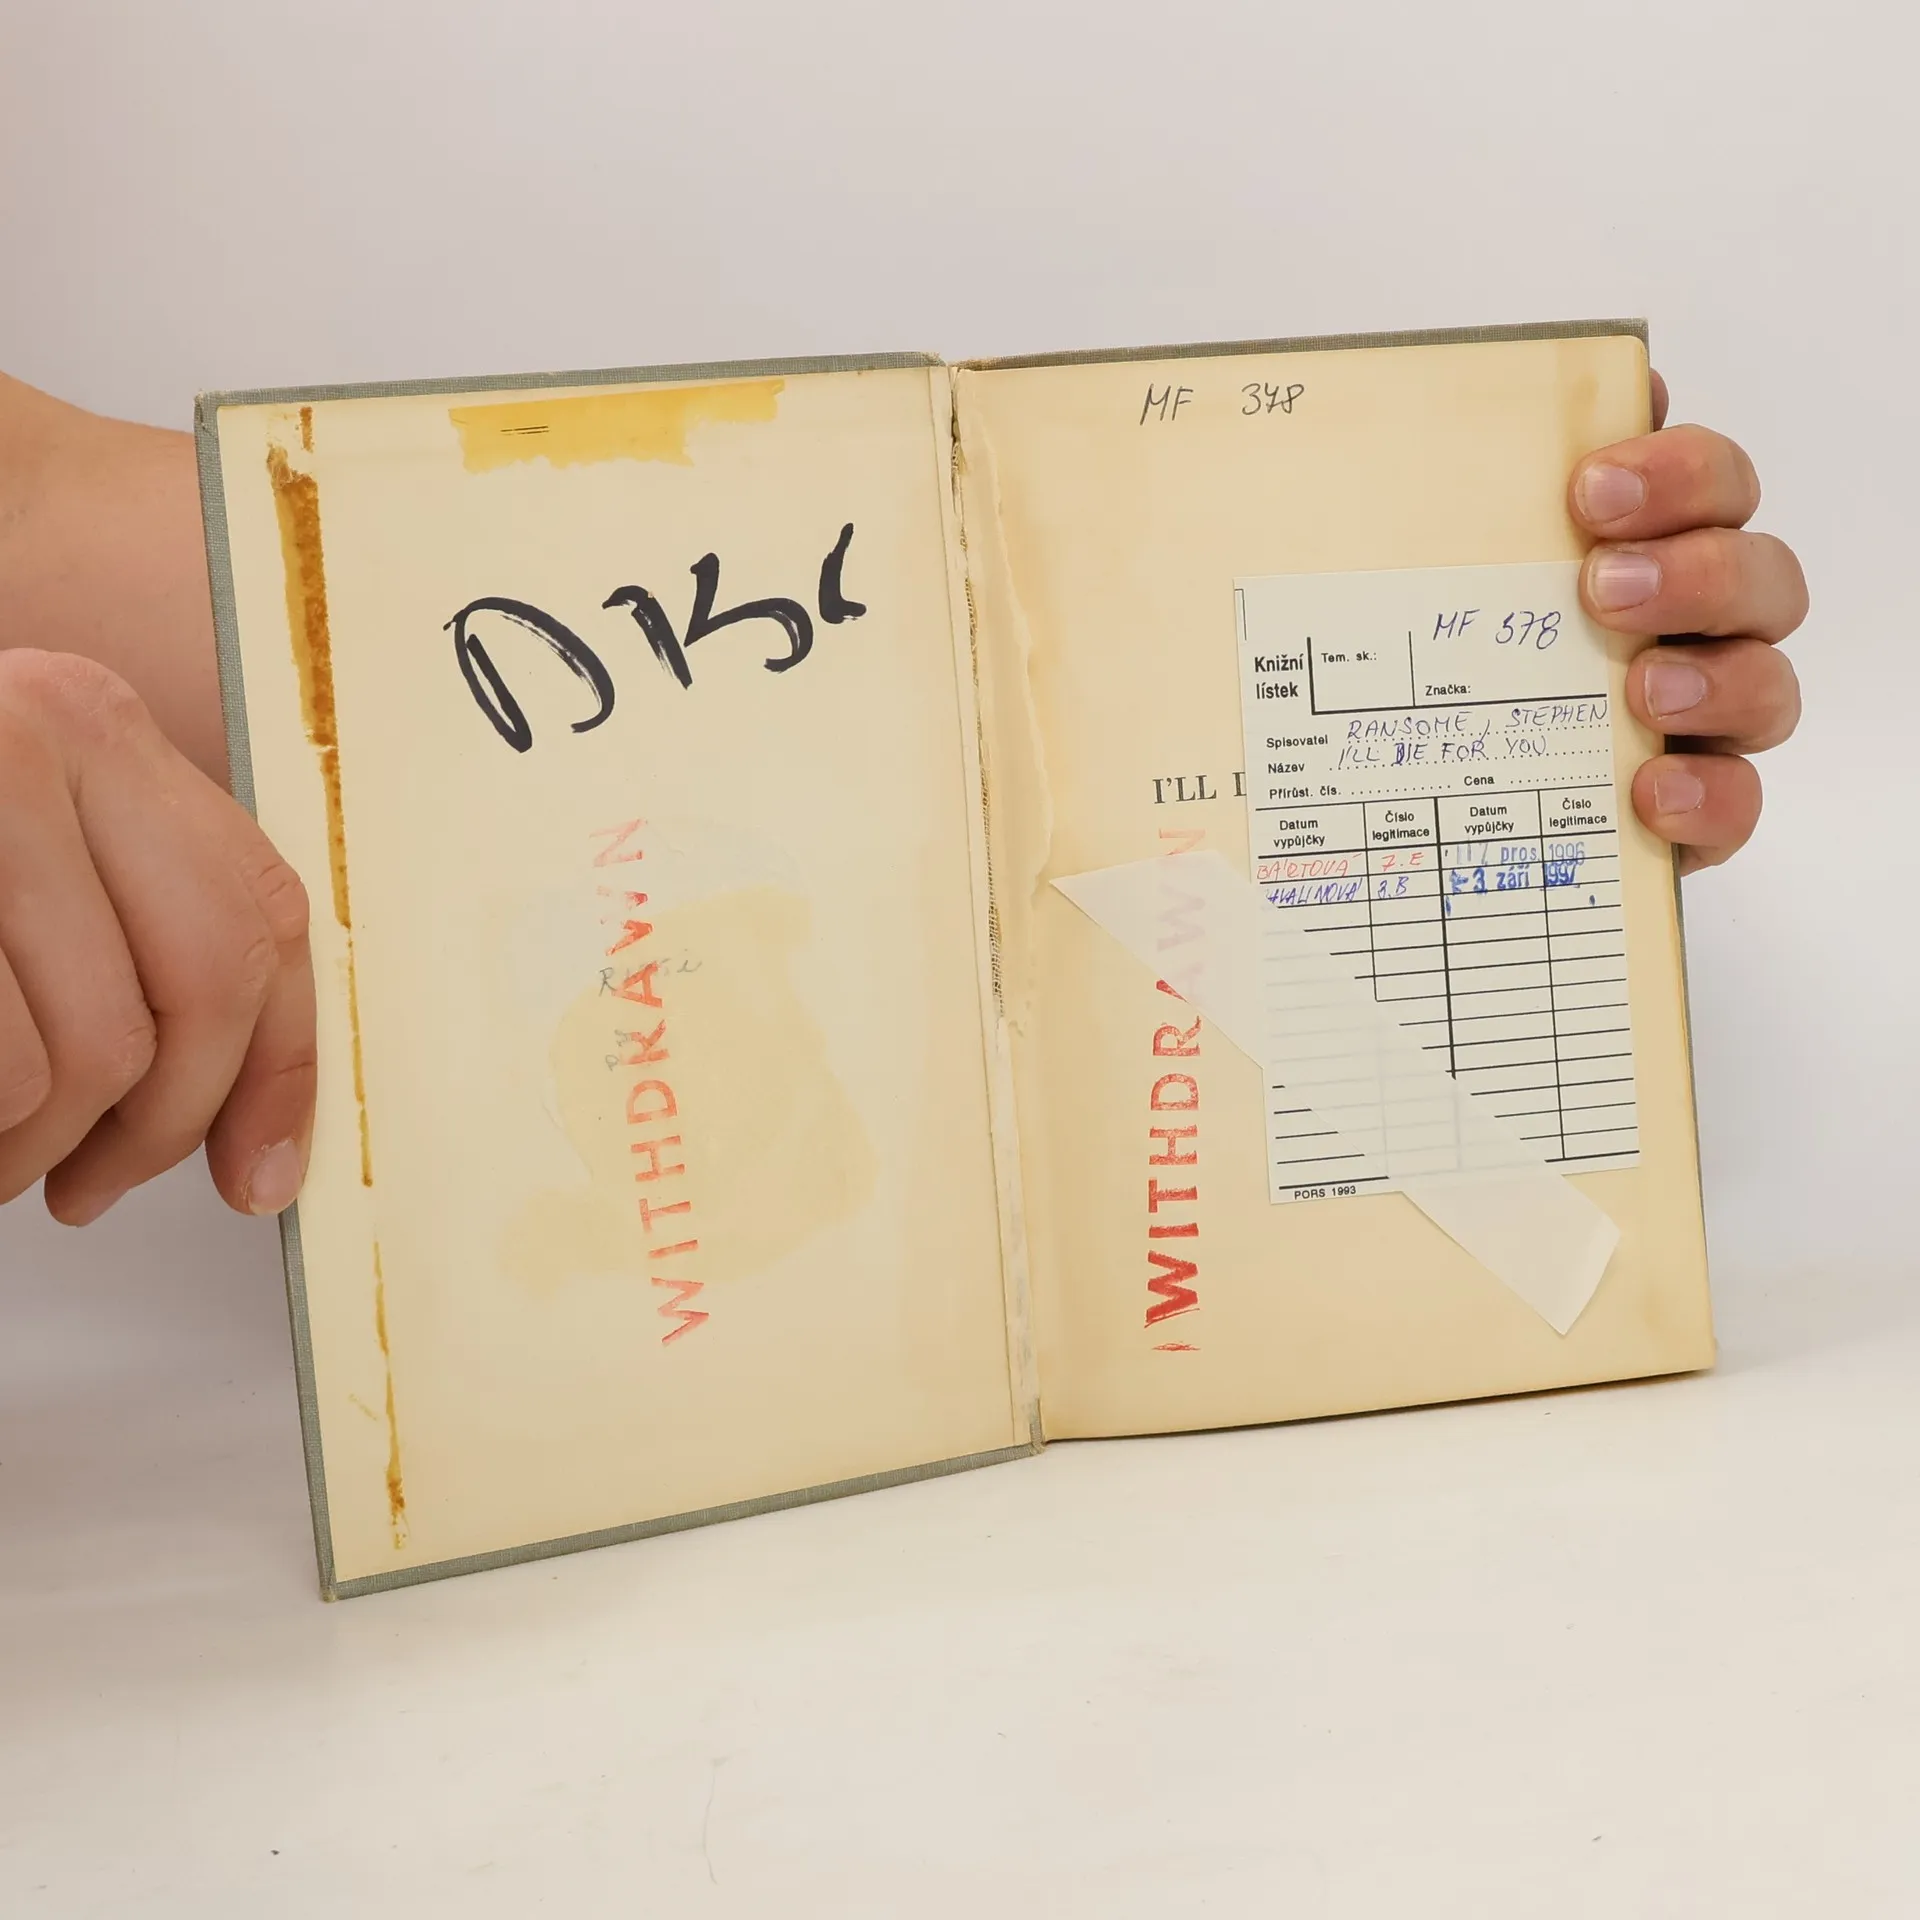 WITHDRAWN
MF 378
I'LL D
WITHDRAWN
MF 378
Knižní
lístek
Tem. sk.:
Značka:
Spisovatel RANSOME, STEPHEN
Název I'LL DIE FOR YOU
Přírůst. čís. Cena
Datum vypůjčky Číslo legitimace Datum vypůjčky Číslo legitimace
BÁRTOVÁ 7.E 17 pros. 1996
3.B -3. září 1997
PORS 1993